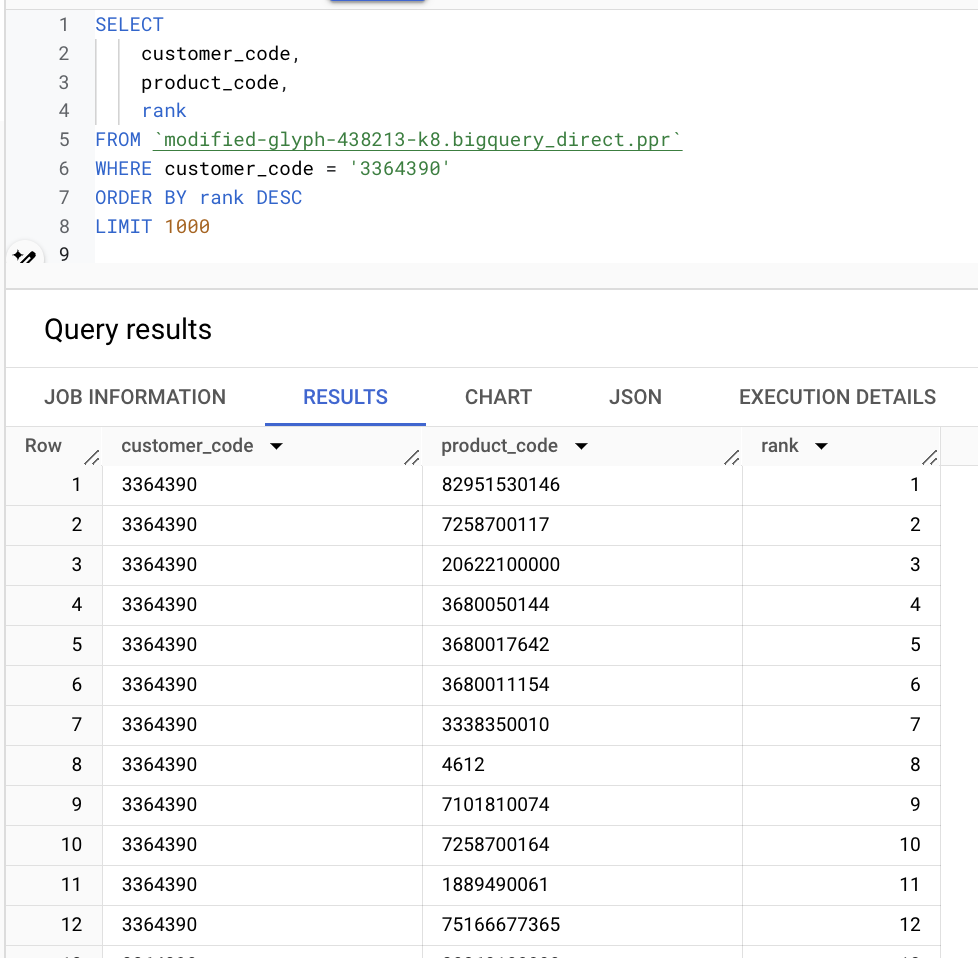 1 SELECT
2 customer_code,
3 product_code,
4 rank
5 FROM `modified-glyph-438213-k8.bigquery_direct.ppr`
6 WHERE customer_code = '3364390'
7 ORDER BY rank DESC
8 LIMIT 1000
9
Query results
JOB INFORMATION RESULTS CHART JSON EXECUTION DETAILS
Row customer_code product_code rank
1 3364390 82951530146 1
2 3364390 7258700117 2
3 3364390 20622100000 3
4 3364390 3680050144 4
5 3364390 3680017642 5
6 3364390 3680011154 6
7 3364390 3338350010 7
8 3364390 4612 8
9 3364390 7101810074 9
10 3364390 7258700164 10
11 3364390 1889490061 11
12 3364390 75166677365 12